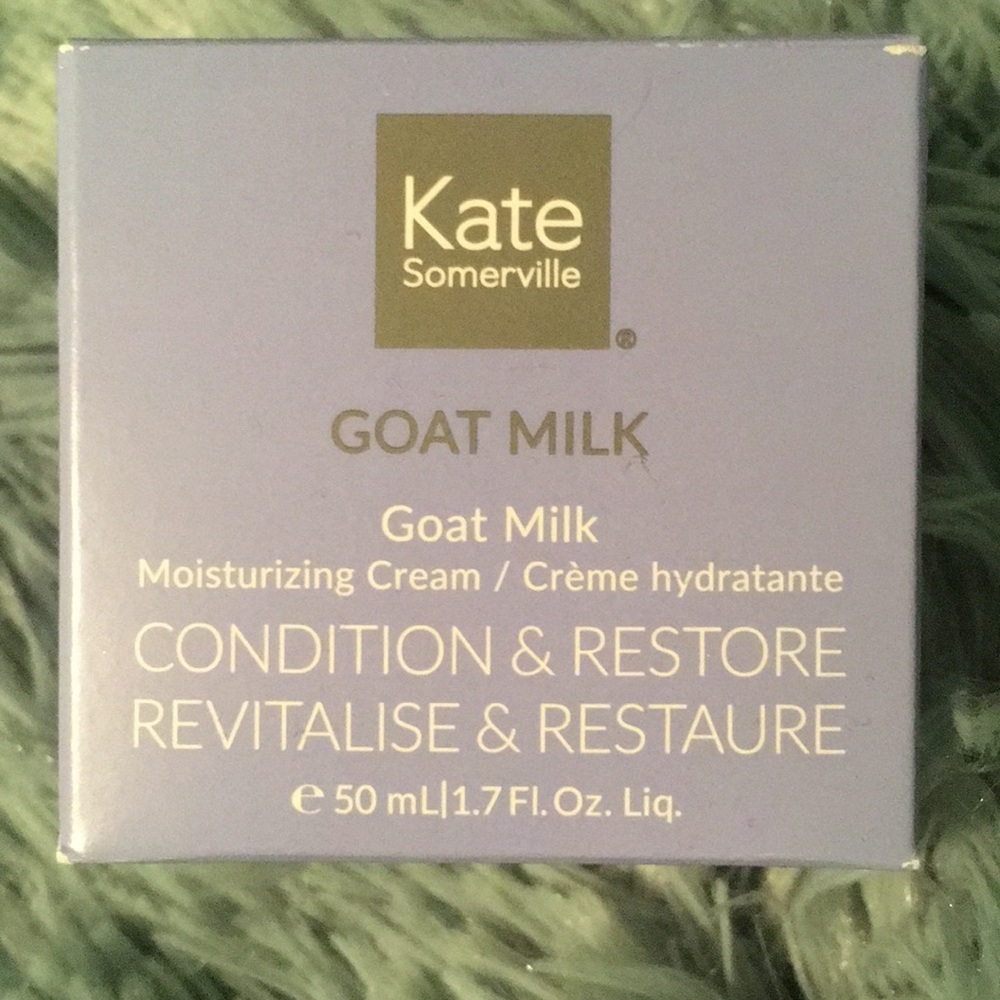 Kate
Somerville
®
GOAT MILK
Goat Milk
Moisturizing Cream / Crème hydratante
CONDITION & RESTORE
REVITALISE & RESTAURE
℮ 50 mL|1.7 Fl. Oz. Liq.